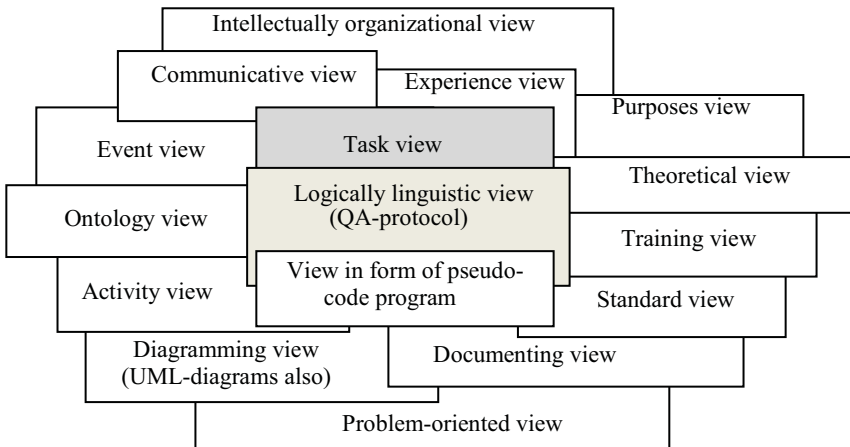 Intellectually organizational view
Communicative view
Experience view
Purposes view
Event view
Task view
Theoretical view
Logically linguistic view
(QA-protocol)
Ontology view
Training view
View in form of pseudo-
code program
Activity view
Standard view
Diagramming view
(UML-diagrams also)
Documenting view
Problem-oriented view